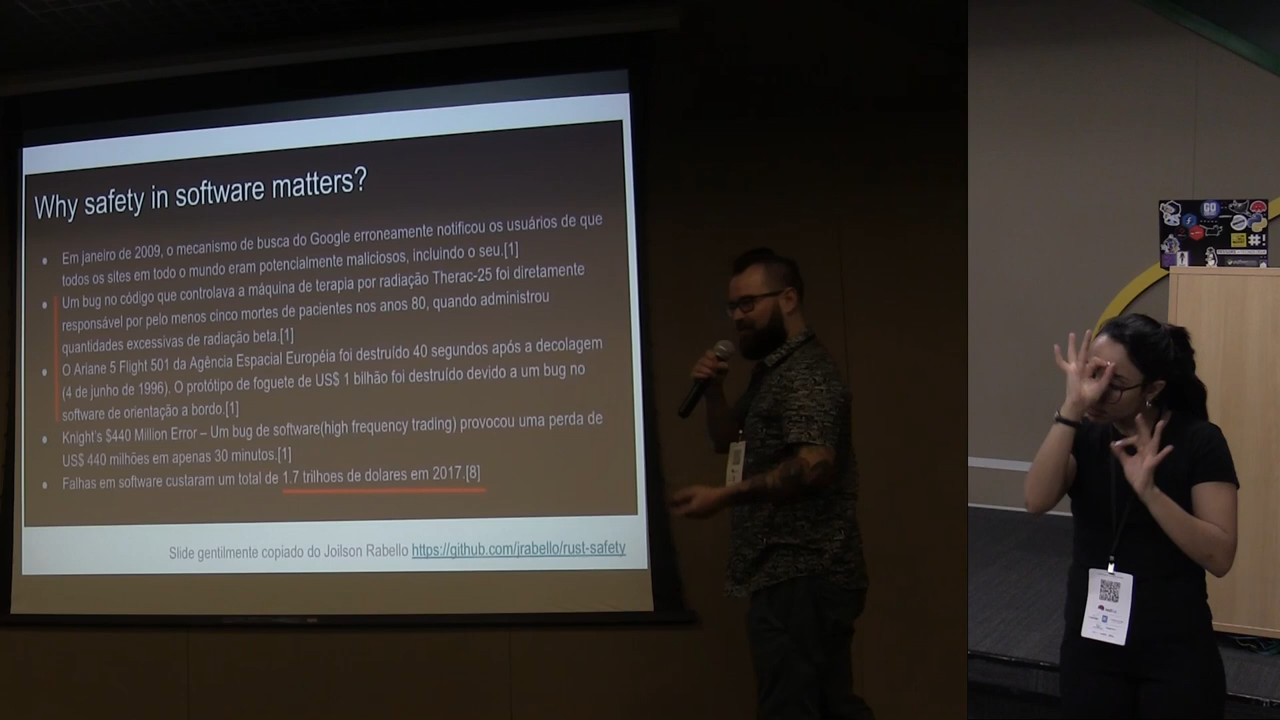 Why safety in software matters?
Em janeiro de 2009, o mecanismo de busca do Google erroneamente notificou os usuários de que
todos os sites em todo o mundo eram potencialmente maliciosos, incluindo o seu.[1]
Um bug no código que controlava a máquina de terapia por radiação Therac-25 foi diretamente
responsável por pelo menos cinco mortes de pacientes nos anos 80, quando administrou
quantidades excessivas de radiação beta.[1]
O Ariane 5 Flight 501 da Agência Espacial Européia foi destruído 40 segundos após a decolagem
(4 de junho de 1996). O protótipo de foguete de US$ 1 bilhão foi destruído devido a um bug no
software de orientação a bordo.[1]
Knight's $440 Million Error – Um bug de software(high frequency trading) provocou uma perda de
US$ 440 milhões em apenas 30 minutos.[1]
Falhas em software custaram um total de 1.7 trilhoes de dolares em 2017.[8]
Slide gentilmente copiado do Joilson Rabello https://github.com/jrabello/rust-safety
GO
#!